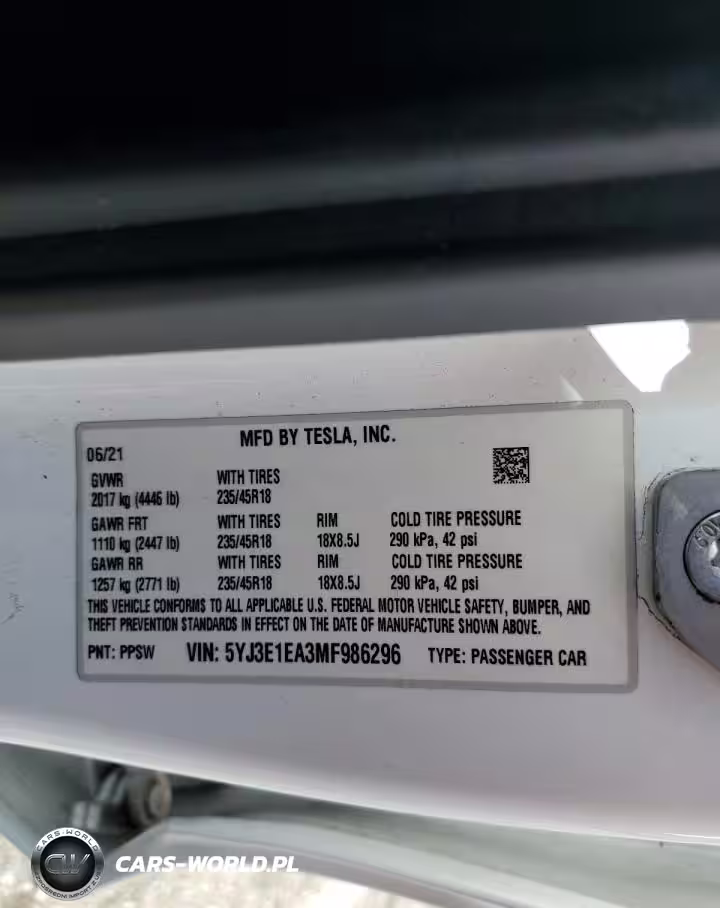 MFD BY TESLA, INC.
06/21
GVWR WITH TIRES
2017 kg (4446 lb) 235/45R18
GAWR FRT WITH TIRES RIM COLD TIRE PRESSURE
1110 kg (2447 lb) 235/45R18 18X8.5J 290 kPa, 42 psi
GAWR RR WITH TIRES RIM COLD TIRE PRESSURE
1257 kg (2771 lb) 235/45R18 18X8.5J 290 kPa, 42 psi
THIS VEHICLE CONFORMS TO ALL APPLICABLE U.S. FEDERAL MOTOR VEHICLE SAFETY, BUMPER, AND
THEFT PREVENTION STANDARDS IN EFFECT ON THE DATE OF MANUFACTURE SHOWN ABOVE.
PNT: PPSW VIN: 5YJ3E1EA3MF986296 TYPE: PASSENGER CAR
CARS-WORLD
CW
CARS-WORLD.PL